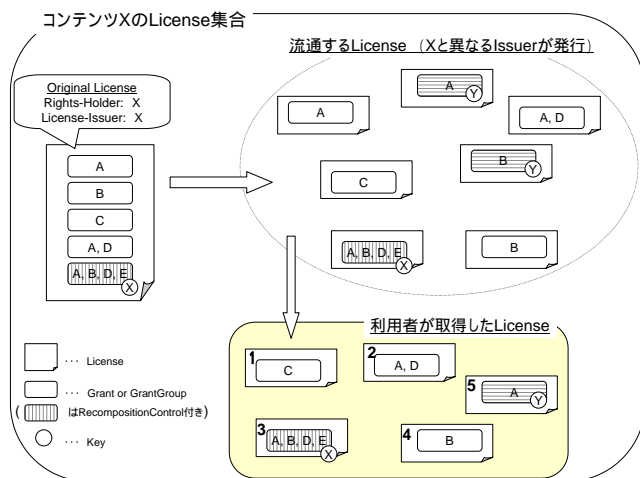 コンテンツXのLicense集合
流通するLicense （Xと異なるIssuerが発行）
Original License
Rights-Holder: X
License-Issuer: X
A
B
C
A, D
A, B, D, E
X
A
A
Y
A, D
C
B
Y
A, B, D, E
X
B
利用者が取得したLicense
1
C
2
A, D
5
A
Y
3
A, B, D, E
X
4
B
… License
… Grant or GrantGroup
( はRecompositionControl付き)
… Key